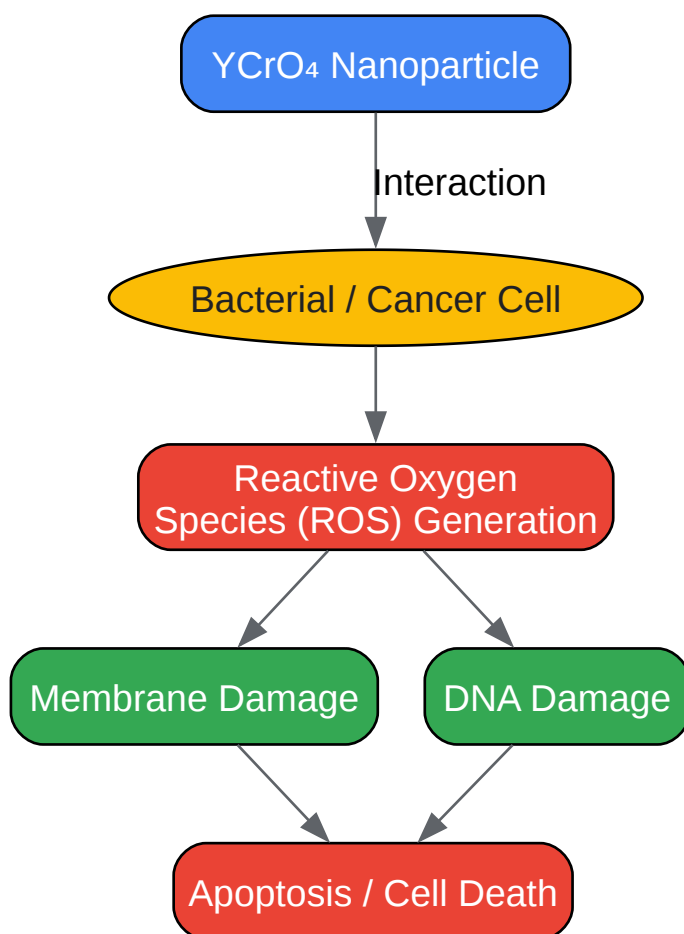 YCrO₄ Nanoparticle
Interaction
Bacterial / Cancer Cell
Reactive Oxygen
Species (ROS) Generation
Membrane Damage
DNA Damage
Apoptosis / Cell Death